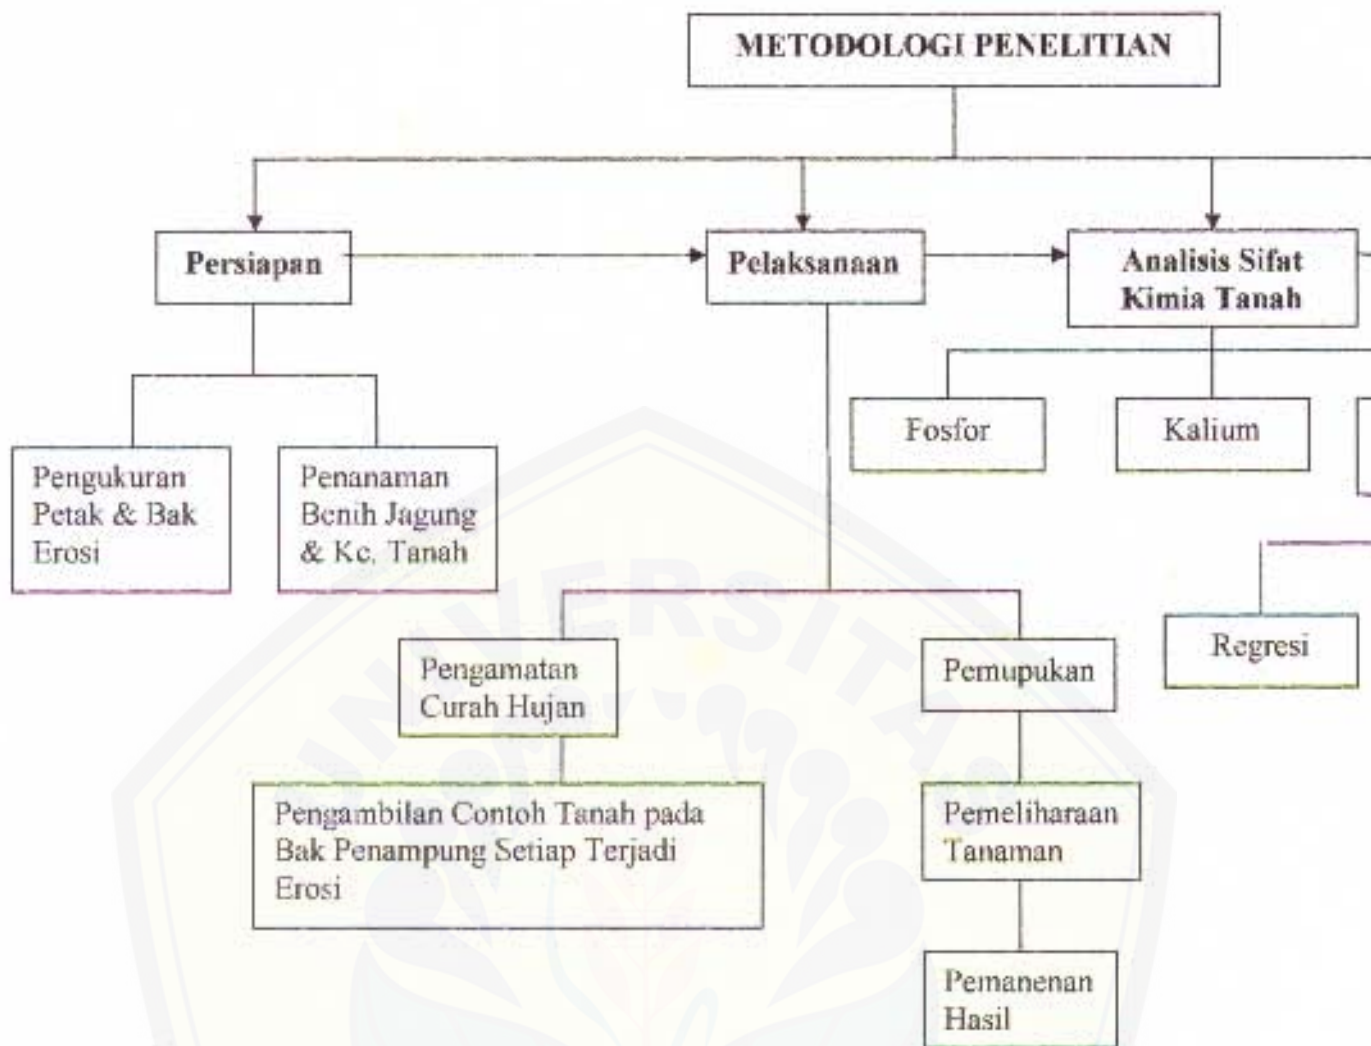 METODOLOGI PENELITIAN
Persiapan
Pelaksanaan
Analisis Sifat
Kimia Tanah
Fosfor
Kalium
Pengukuran
Petak & Bak
Erosi
Penanaman
Benih Jagung
& Kc. Tanah
Regresi
Pengamatan
Curah Hujan
Pemupukan
Pengambilan Contoh Tanah pada
Bak Penampung Setiap Terjadi
Erosi
Pemeliharaan
Tanaman
Pemanenan
Hasil
UNIVERSITAS